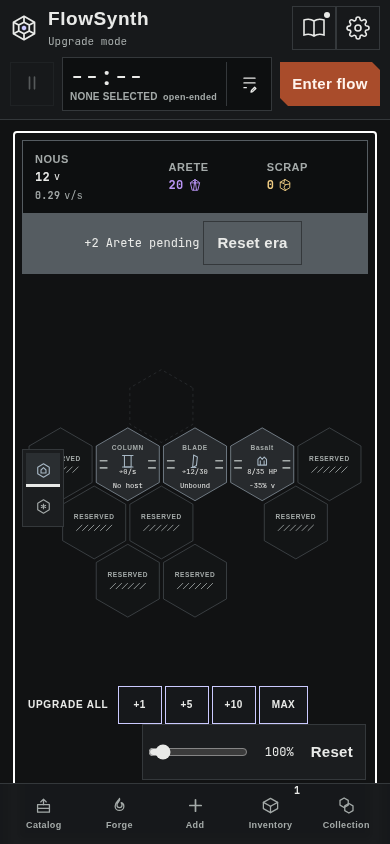 FlowSynth
Upgrade mode
--:--
NONE SELECTED open-ended
Enter flow
NOUS
12 v
0.29 v/s
ARETE
20
SCRAP
0
+2 Arete pending
Reset era
COLUMN
+0/s
No host
BLADE
+12/30
Unbound
Basalt
0/35 HP
-35% v
RESERVED
RESERVED
RESERVED
RESERVED
RESERVED
RESERVED
UPGRADE ALL
+1
+5
+10
MAX
100%
Reset
Catalog
Forge
Add
1
Inventory
Collection